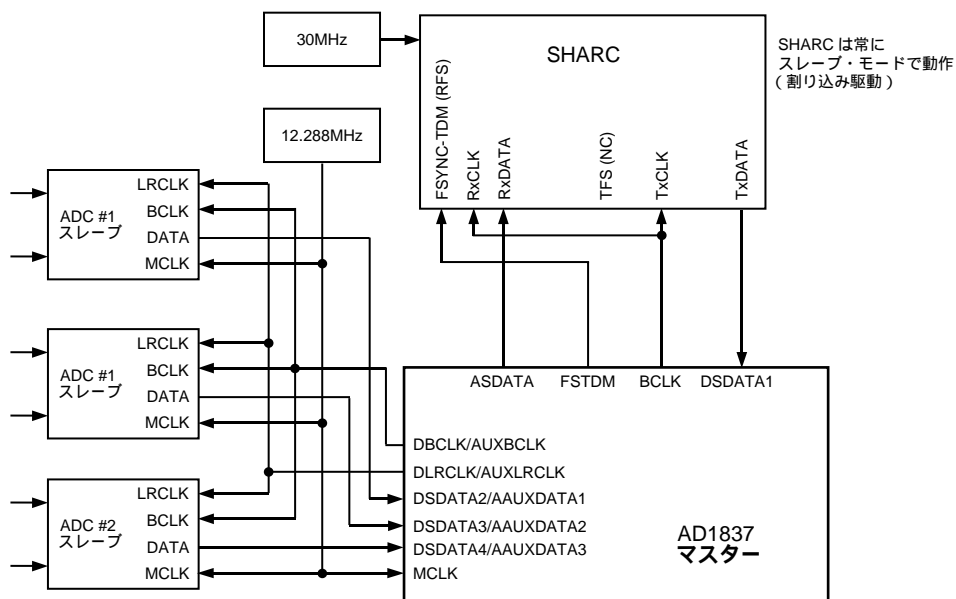 30MHz
SHARC
SHARC は常に
スレーブ・モードで動作
(割り込み駆動)
12.288MHz
FSYNC-TDM (RFS)
RxCLK
RxDATA
TFS (NC)
TxCLK
TxDATA
ADC #1
スレーブ
LRCLK
BCLK
DATA
MCLK
ADC #1
スレーブ
LRCLK
BCLK
DATA
MCLK
ADC #2
スレーブ
LRCLK
BCLK
DATA
MCLK
ASDATA
FSTDM
BCLK
DSDATA1
DBCLK/AUXBCLK
DLRCLK/AUXLRCLK
DSDATA2/AAUXDATA1
DSDATA3/AAUXDATA2
DSDATA4/AAUXDATA3
MCLK
AD1837
マスター